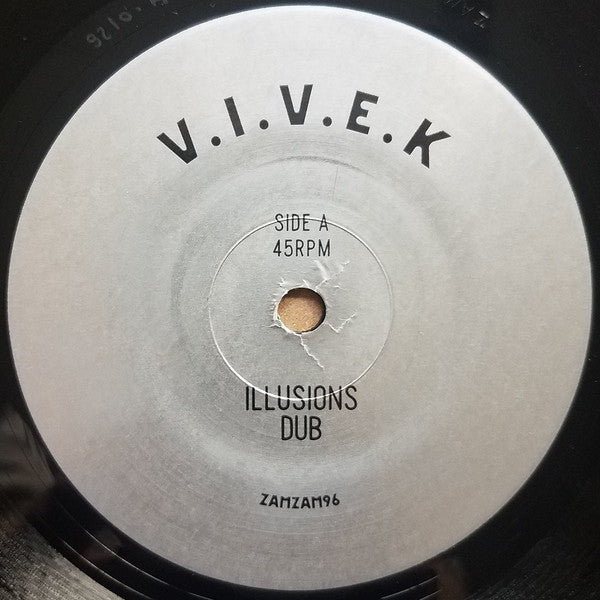 V.I.V.E.K
SIDE A
45RPM
ILLUSIONS
DUB
ZAMZAM96